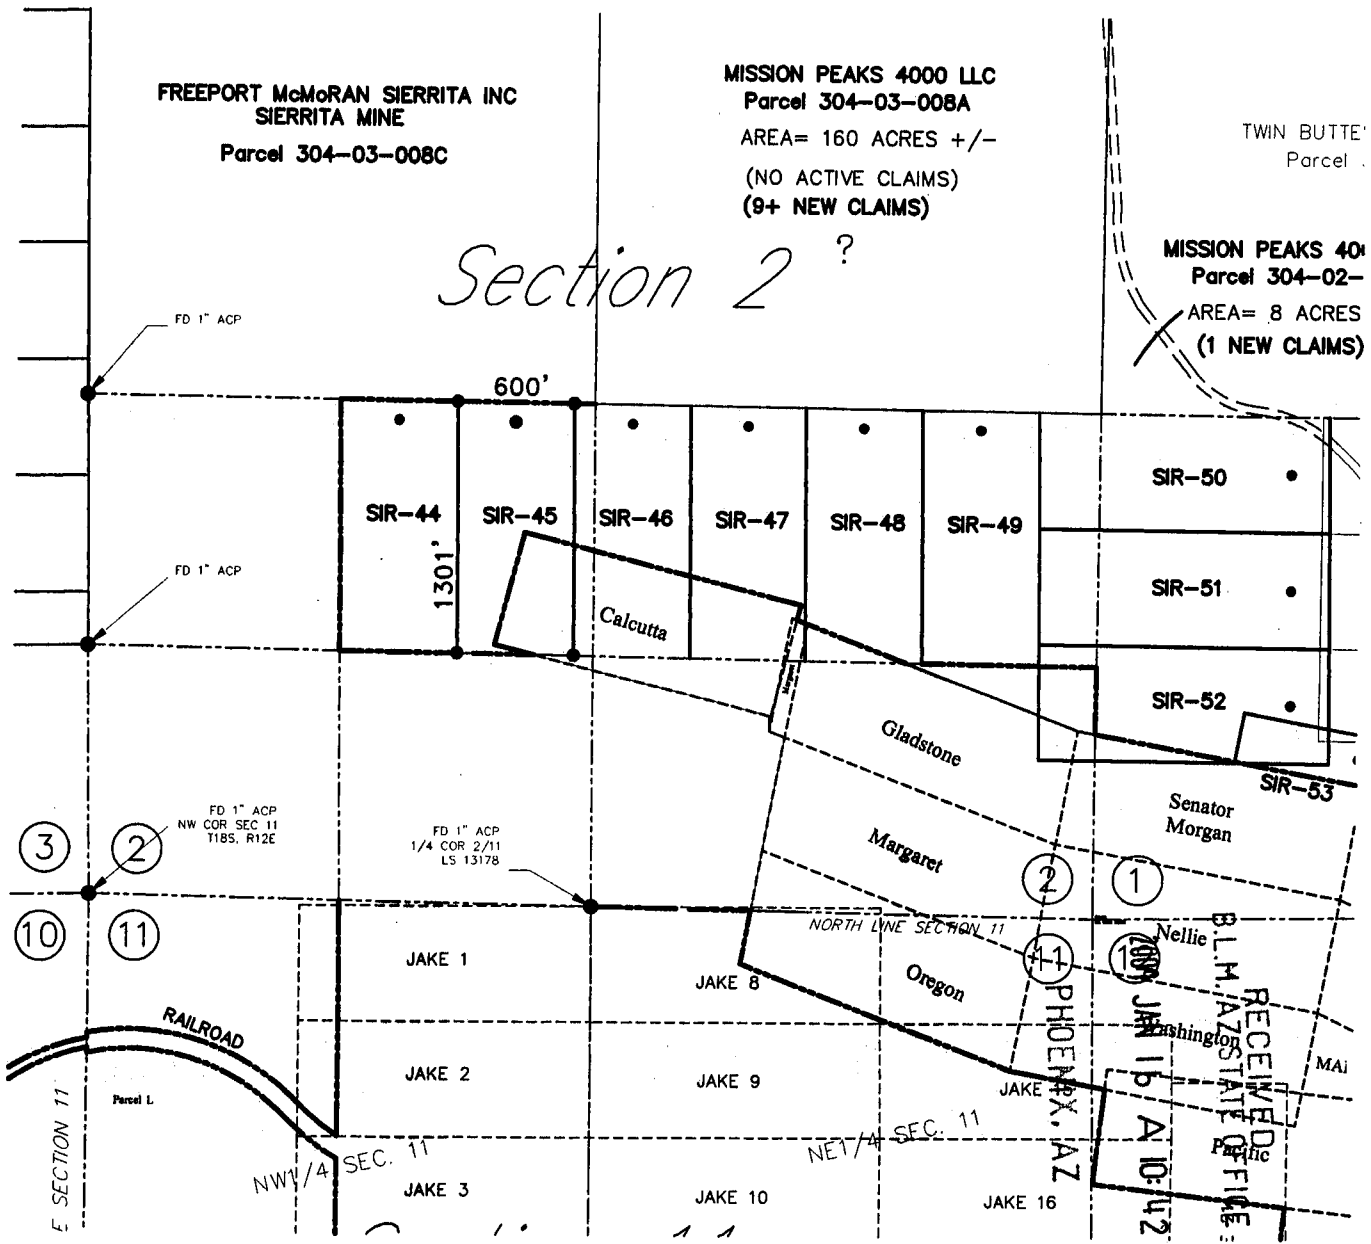 FREEPORT McMoRAN SIERRITA INC
SIERRITA MINE
Parcel 304-03-008C
MISSION PEAKS 4000 LLC
Parcel 304-03-008A
AREA= 160 ACRES +/-
(NO ACTIVE CLAIMS)
(9+ NEW CLAIMS)
TWIN BUTTE
Parcel
Section 2 ?
MISSION PEAKS 40
Parcel 304-02-
AREA= 8 ACRES
(1 NEW CLAIMS)
FD 1" ACP
600'
SIR-44
SIR-45
SIR-46
SIR-47
SIR-48
SIR-49
SIR-50
1301'
FD 1" ACP
SIR-51
Calcutta
Margaret
SIR-52
Gladstone
SIR-53
Senator
Morgan
FD 1" ACP
NW COR SEC 11
T18S, R12E
FD 1" ACP
1/4 COR 2/11
LS 13178
Margaret
3
2
2
1
10
11
11
NORTH LINE SECTION 11
Nellie
JAKE 1
JAKE 8
Oregon
RAILROAD
Washington
JAKE 2
JAKE 9
JAKE
MAI
Parcel L
Pacific
E SECTION 11
NW1/4 SEC. 11
NE1/4 SEC. 11
JAKE 3
JAKE 10
JAKE 16
RECEIVED
B.L.M. AZ STATE OFFICE
JAN 16 A 10:42
PHOENIX, AZ